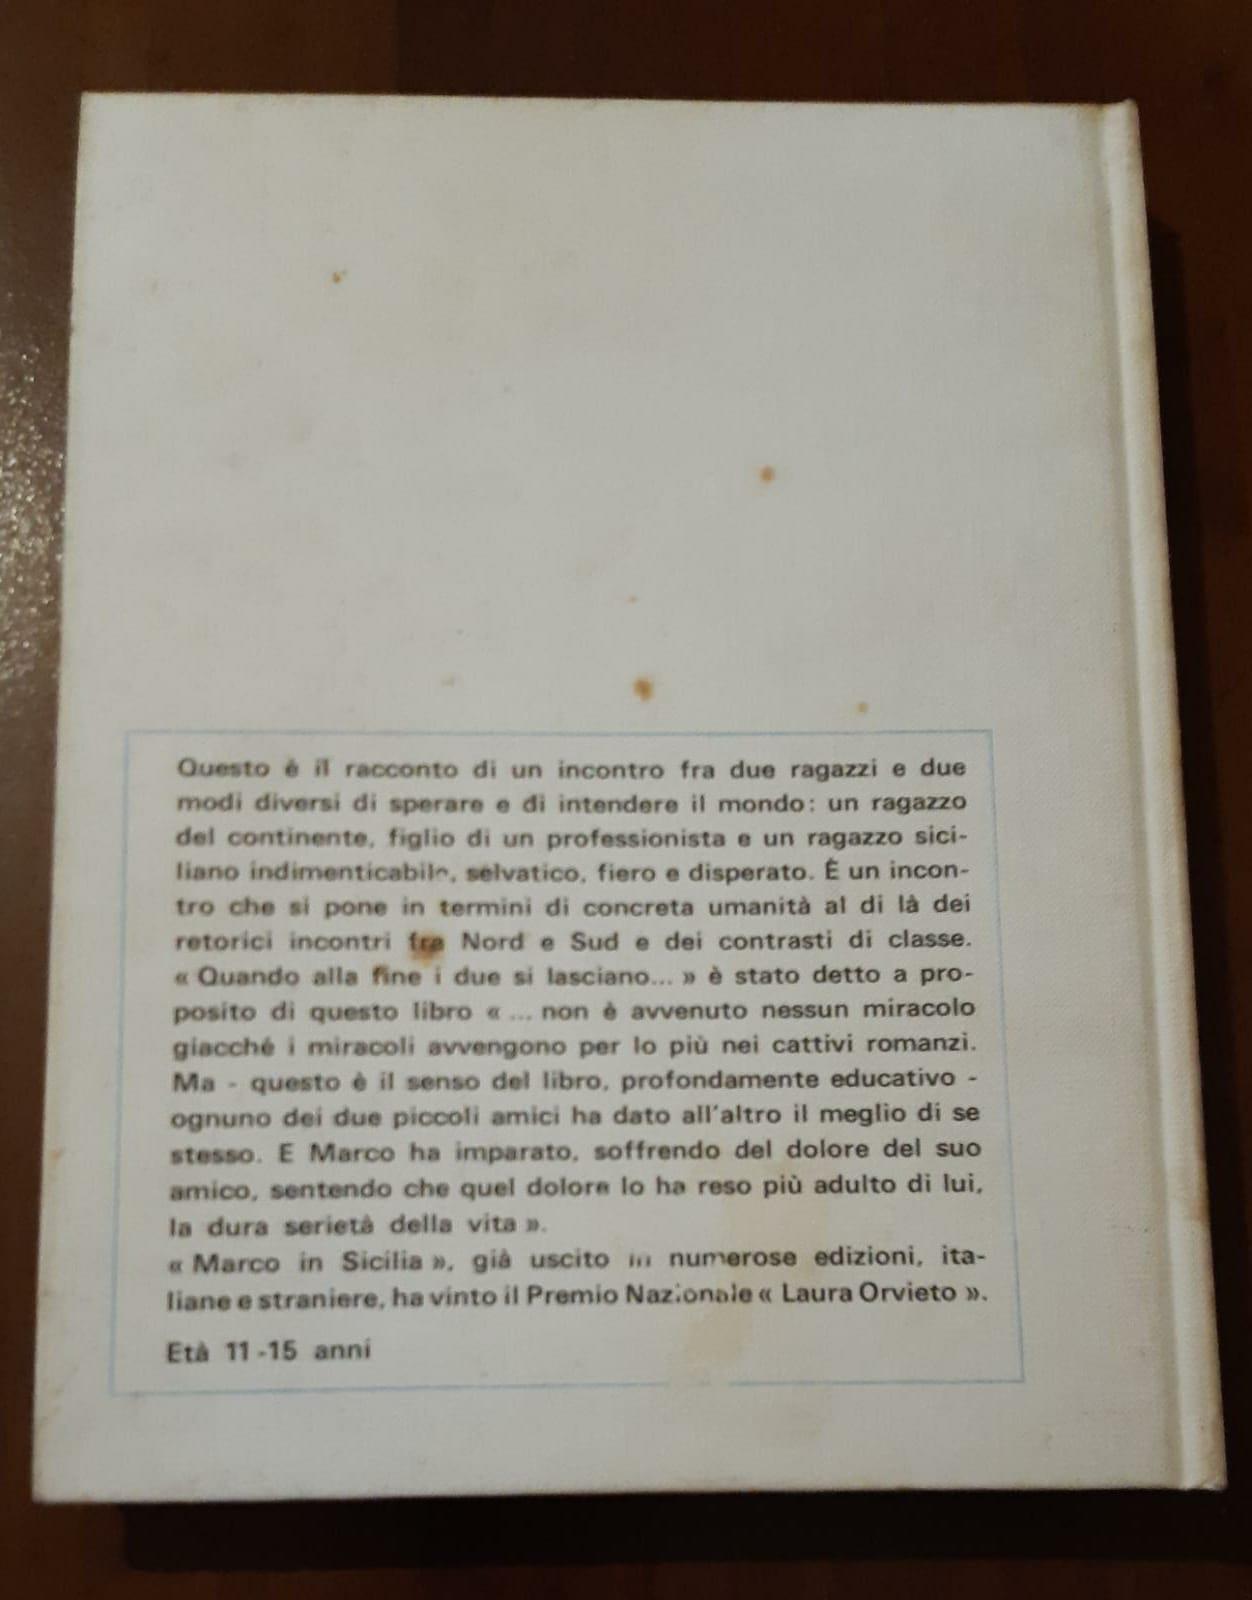 Questo è il racconto di un incontro fra due ragazzi e due
modi diversi di sperare e di intendere il mondo: un ragazzo
del continente, figlio di un professionista e un ragazzo sici-
liano indimenticabile, selvatico, fiero e disperato. È un incon-
tro che si pone in termini di concreta umanità al di là dei
retorici incontri fra Nord e Sud e dei contrasti di classe.
« Quando alla fine i due si lasciano... » è stato detto a pro-
posito di questo libro « ... non è avvenuto nessun miracolo
giacché i miracoli avvengono per lo più nei cattivi romanzi.
Ma - questo è il senso del libro, profondamente educativo -
ognuno dei due piccoli amici ha dato all'altro il meglio di se
stesso. E Marco ha imparato, soffrendo del dolore del suo
amico, sentendo che quel dolore lo ha reso più adulto di lui,
la dura serietà della vita ».
« Marco in Sicilia », già uscito in numerose edizioni, ita-
liane e straniere, ha vinto il Premio Nazionale « Laura Orvieto ».
Età 11 -15 anni